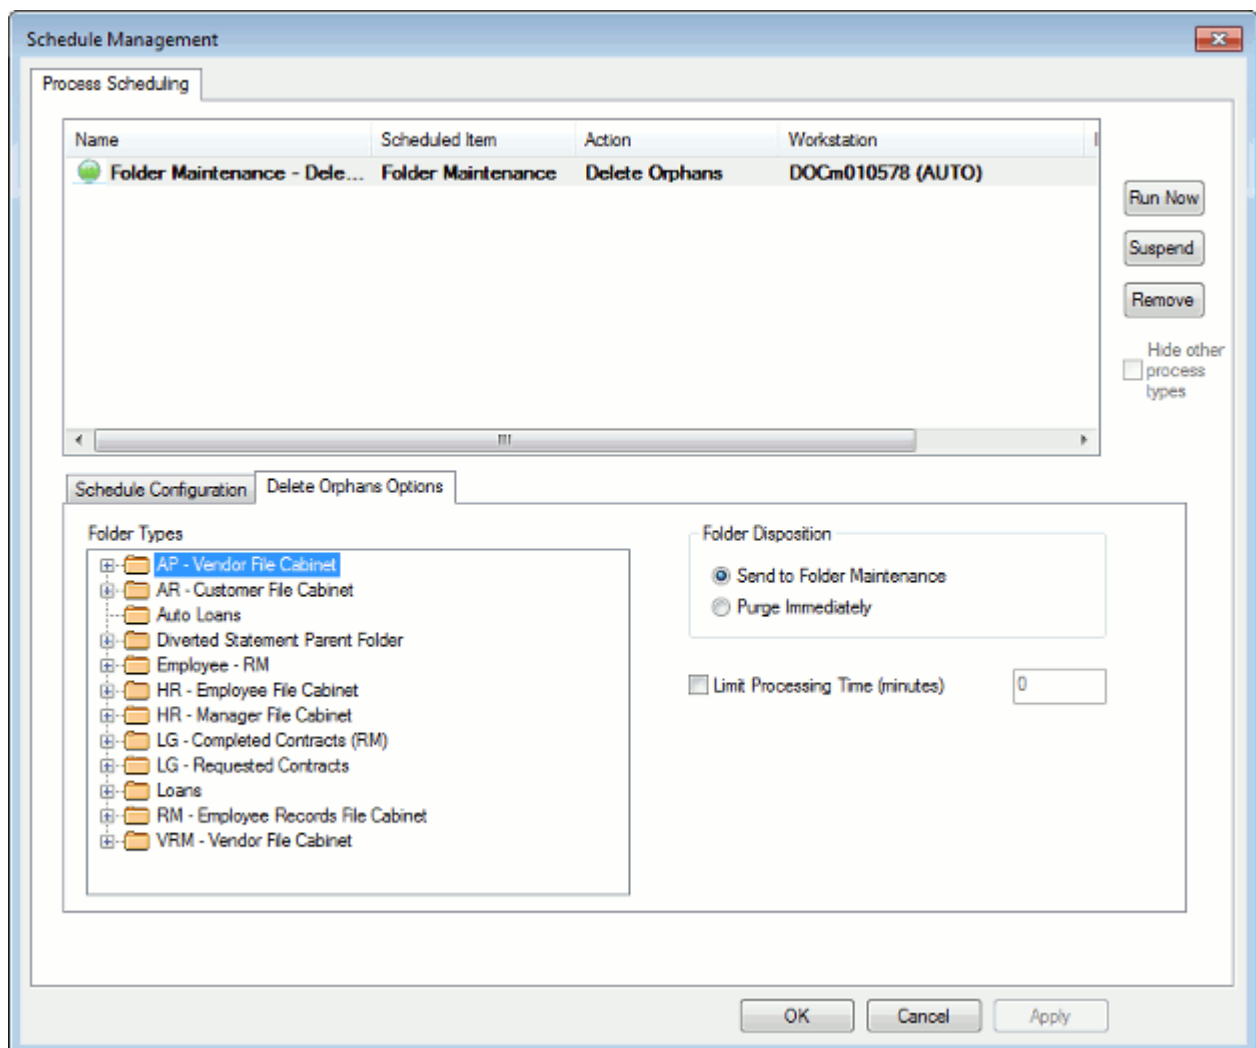 Schedule Management
Process Scheduling
Name Scheduled Item Action Workstation
Folder Maintenance - Dele... Folder Maintenance Delete Orphans DOCm010578 (AUTO)
Run Now
Suspend
Remove
Hide other
process
types
Schedule Configuration Delete Orphans Options
Folder Types
AP - Vendor File Cabinet
AR - Customer File Cabinet
Auto Loans
Diverted Statement Parent Folder
Employee - RM
HR - Employee File Cabinet
HR - Manager File Cabinet
LG - Completed Contracts (RM)
LG - Requested Contracts
Loans
RM - Employee Records File Cabinet
VRM - Vendor File Cabinet
Folder Disposition
Send to Folder Maintenance
Purge Immediately
Limit Processing Time (minutes) 0
OK Cancel Apply